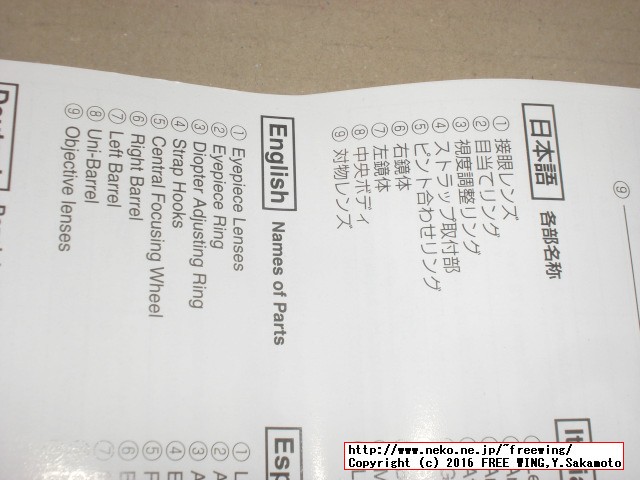 日本語 各部名称
① 接眼レンズ
② 目当てリング
③ 視度調整リング
④ ストラップ取付部
⑤ ピント合わせリング
⑥ 右鏡体
⑦ 左鏡体
⑧ 中央ボディ
⑨ 対物レンズ
⑨
English Names of Parts
① Eyepiece Lenses
② Eyepiece Ring
③ Diopter Adjusting Ring
④ Strap Hooks
⑤ Central Focusing Wheel
⑥ Right Barrel
⑦ Left Barrel
⑧ Uni-Barrel
⑨ Objective lenses
Esp
http://www.neko.ne.jp/~freewing/
Copyright (c) 2016 FREE WING,Y.Sakamoto